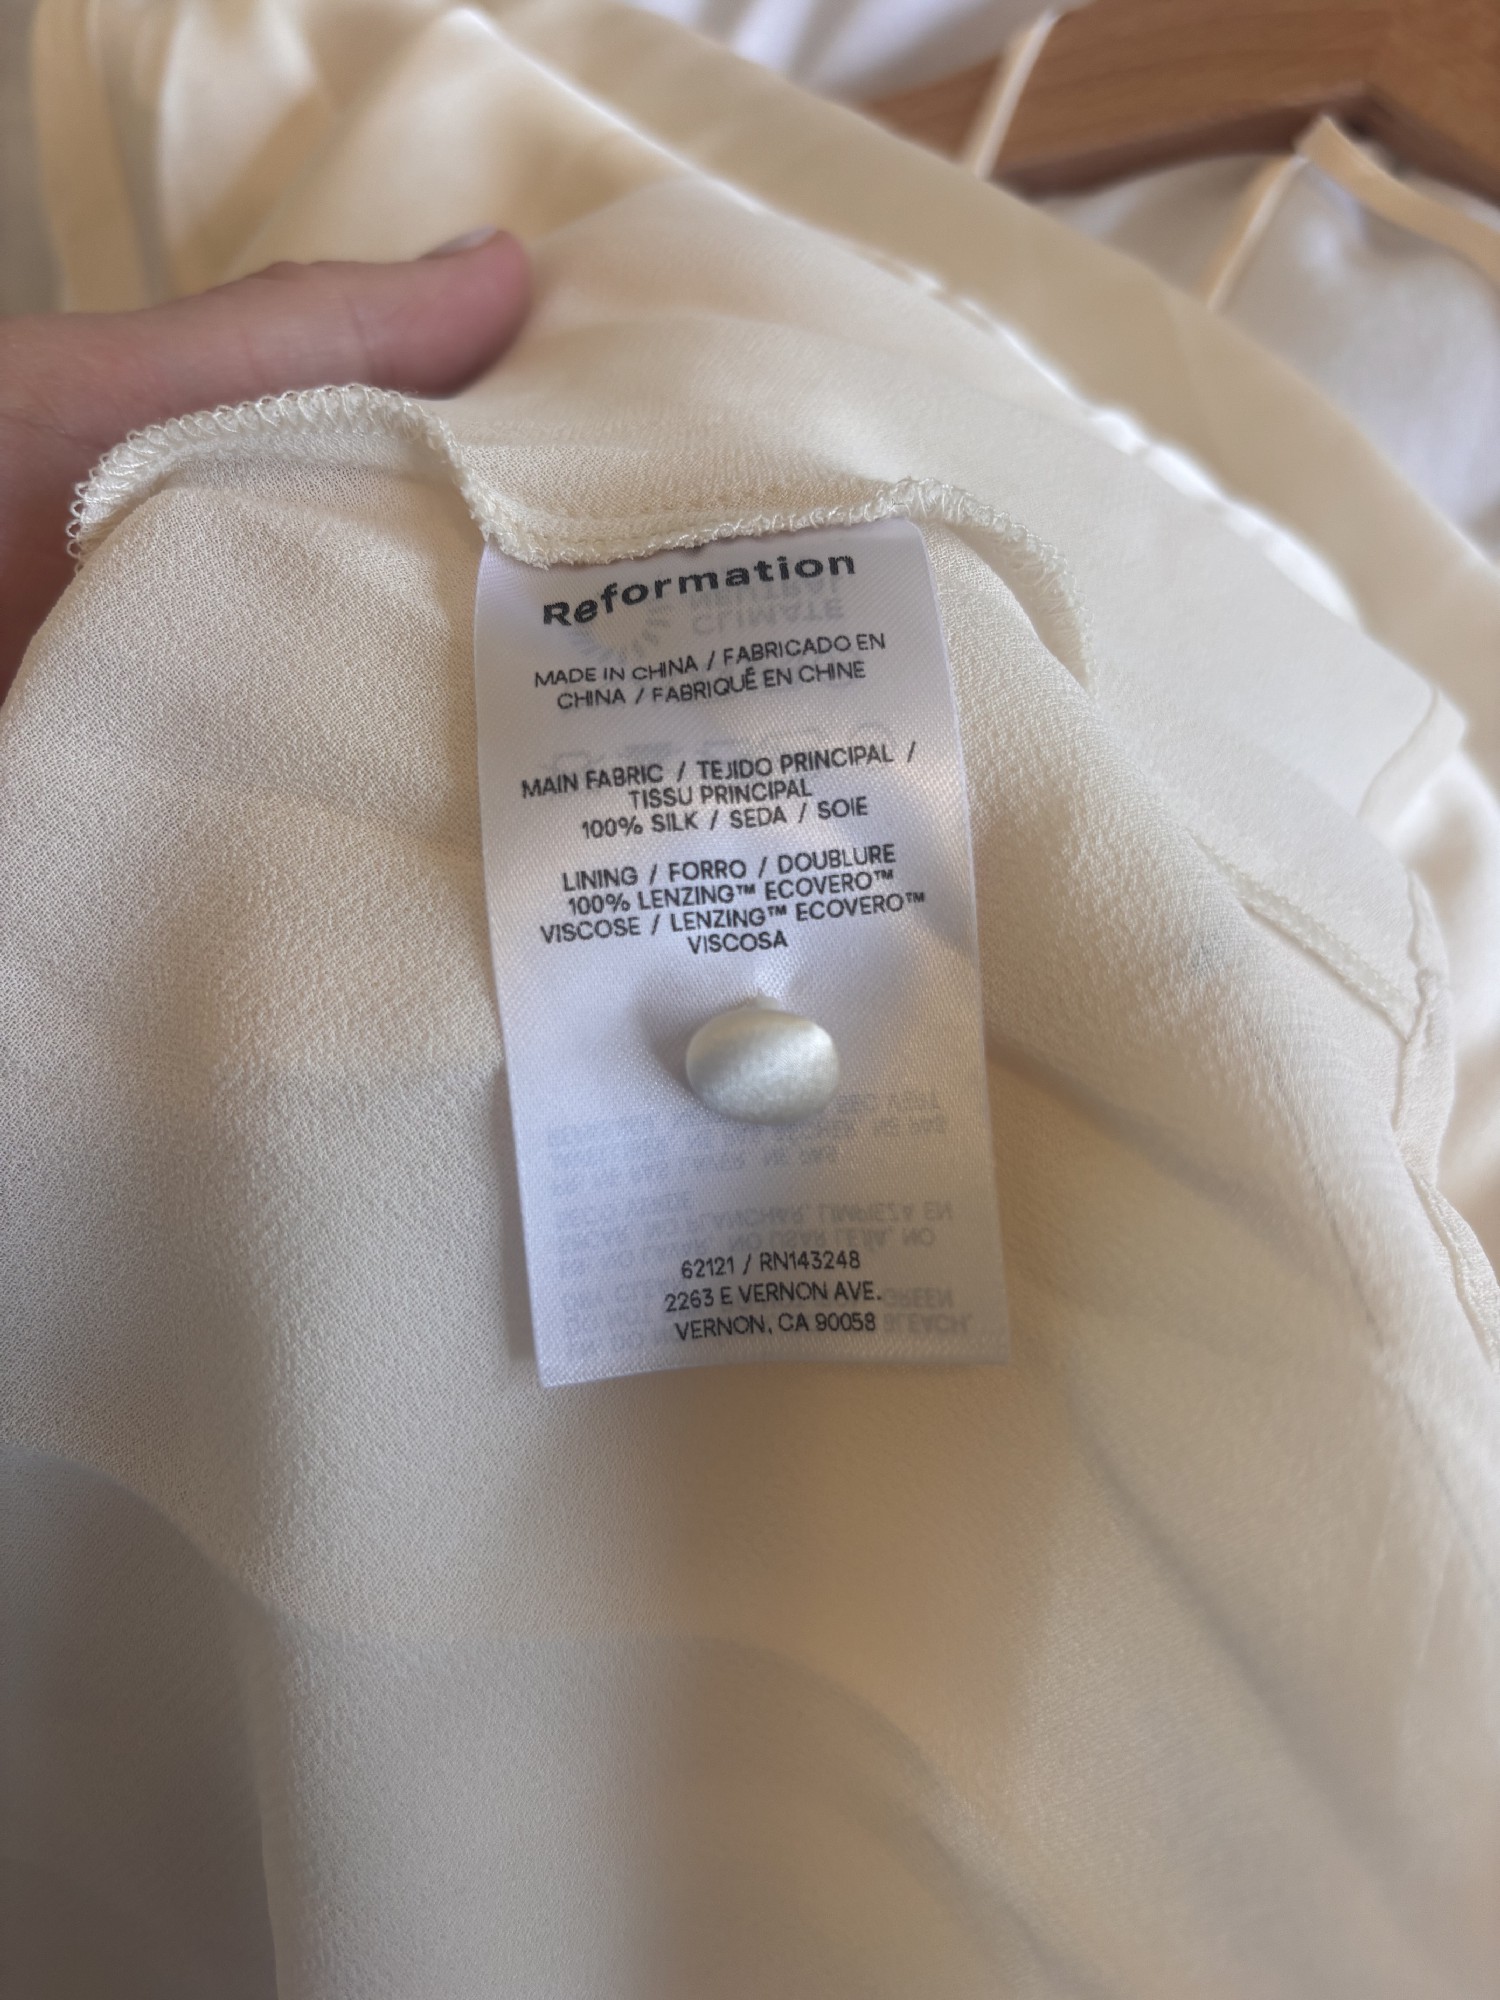 Reformation
MADE IN CHINA / FABRICADO EN
CHINA / FABRIQUÉ EN CHINE
MAIN FABRIC / TEJIDO PRINCIPAL /
TISSU PRINCIPAL
100% SILK / SEDA / SOIE
LINING / FORRO / DOUBLURE
100% LENZING™ ECOVERO™
VISCOSE / LENZING™ ECOVERO™
VISCOSA
62121 / RN143248
2263 E VERNON AVE.
VERNON, CA 90058